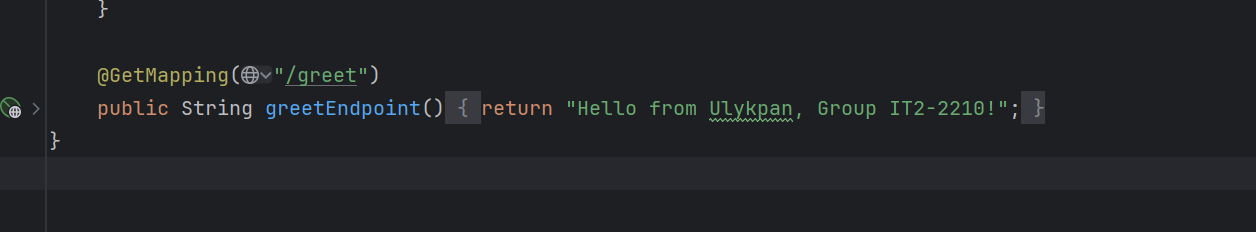 }
@GetMapping("/greet")
public String greetEndpoint() { return "Hello from Ulykpan, Group IT2-2210!"; }
}